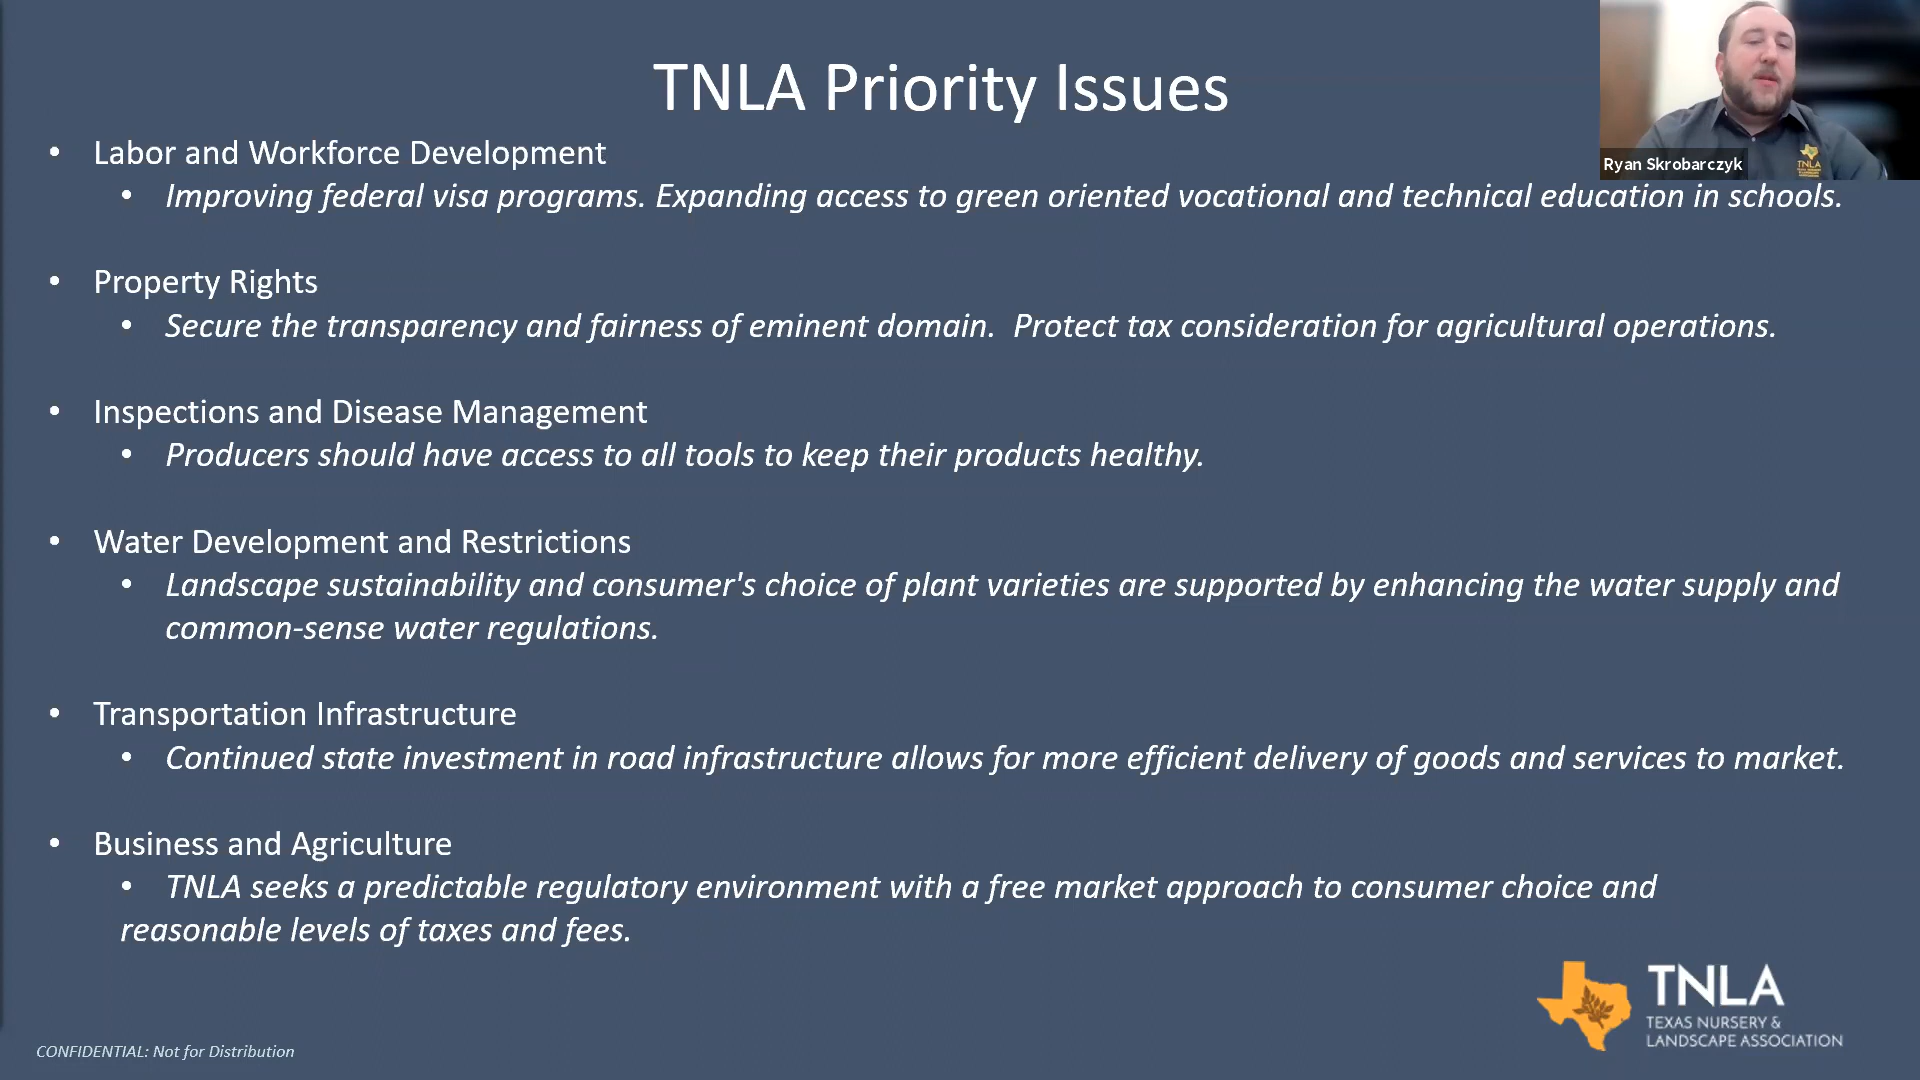 TNLA Priority Issues
• Labor and Workforce Development
• Improving federal visa programs. Expanding access to green oriented vocational and technical education in schools.
• Property Rights
• Secure the transparency and fairness of eminent domain.  Protect tax consideration for agricultural operations.
• Inspections and Disease Management
• Producers should have access to all tools to keep their products healthy.
• Water Development and Restrictions
• Landscape sustainability and consumer's choice of plant varieties are supported by enhancing the water supply and
common-sense water regulations.
• Transportation Infrastructure
• Continued state investment in road infrastructure allows for more efficient delivery of goods and services to market.
• Business and Agriculture
• TNLA seeks a predictable regulatory environment with a free market approach to consumer choice and
reasonable levels of taxes and fees.
CONFIDENTIAL: Not for Distribution
TNLA
TEXAS NURSERY &
LANDSCAPE ASSOCIATION
Ryan Skrobarczyk
TNLA